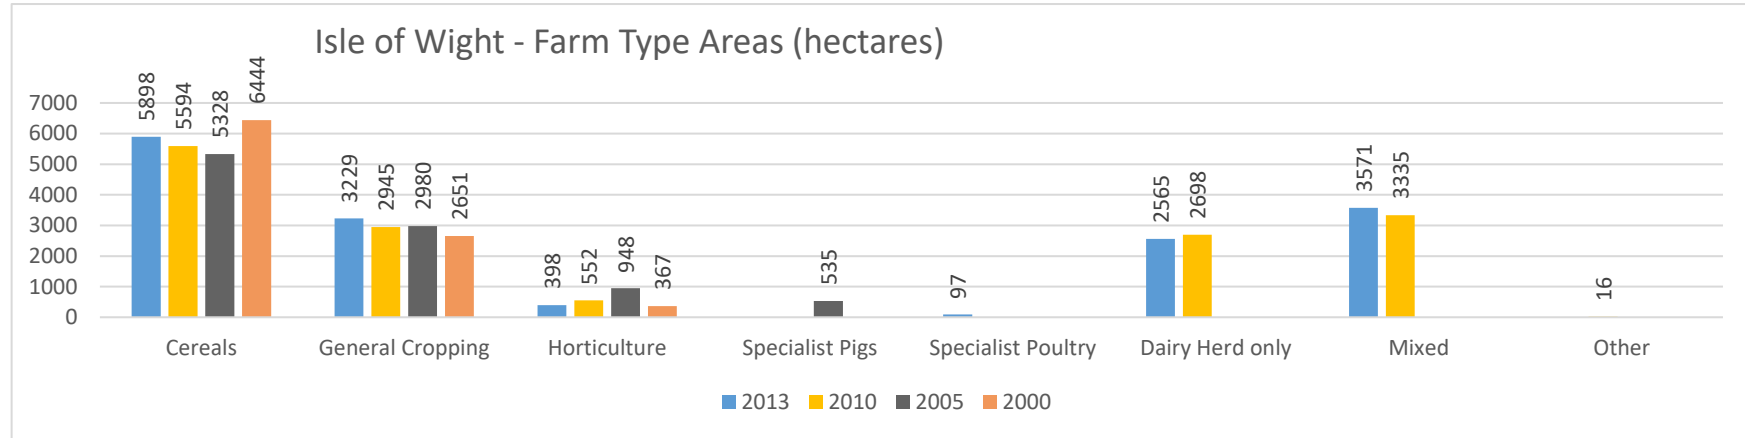 Isle of Wight - Farm Type Areas (hectares)
7000
6000
5000
4000
3000
2000
1000
0
5898
5594
5328
6444
3229
2945
2980
2651
398
552
948
367
535
97
2565
2698
3571
3335
16
Cereals
General Cropping
Horticulture
Specialist Pigs
Specialist Poultry
Dairy Herd only
Mixed
Other
2013 2010 2005 2000